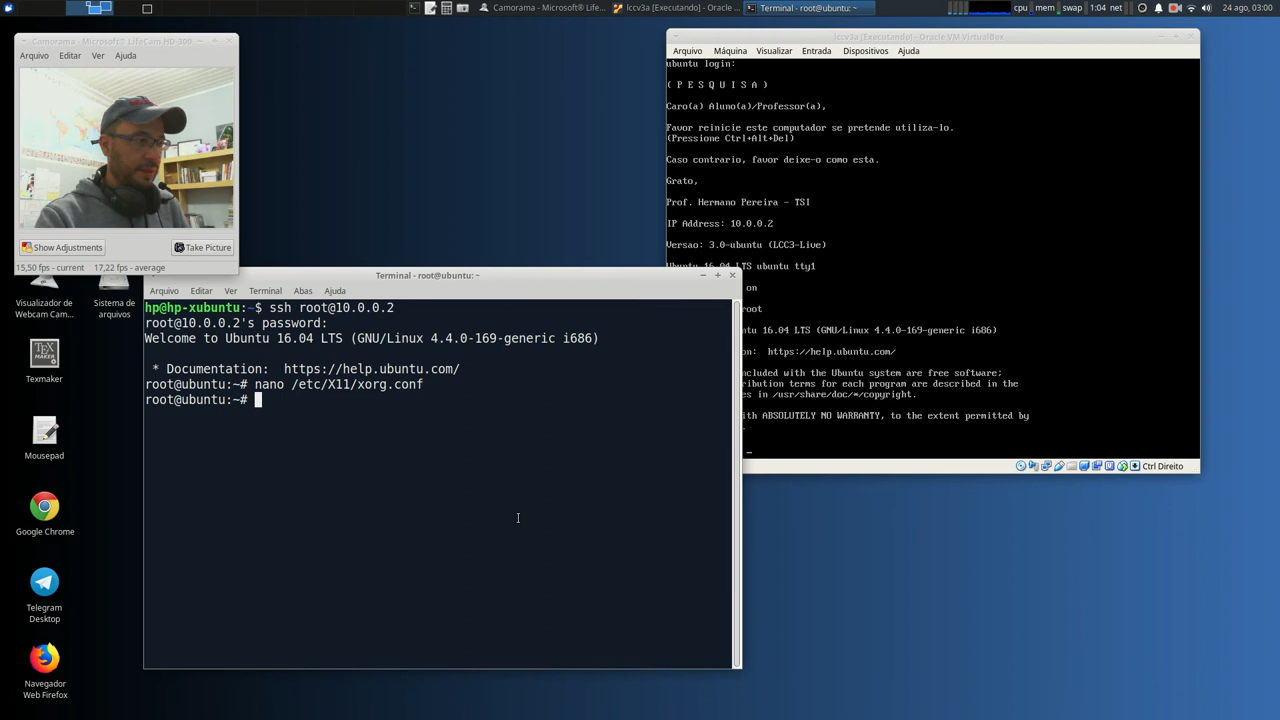 Camorama - Microsoft® LifeC...
lccv3a [Executando] - Oracle ...
Terminal - root@ubuntu: ~
cpu
mem
swap
1:04
net
24 ago, 03:00
Camorama - Microsoft® LifeCam HD-300
Arquivo Editar Ver Ajuda
Show Adjustments
Take Picture
15,50 fps - current 17,22 fps - average
lccv3a [Executando] - Oracle VM VirtualBox
Arquivo Máquina Visualizar Entrada Dispositivos Ajuda
ubuntu login:
( P E S Q U I S A )
Caro(a) Aluno(a)/Professor(a),
Favor reinicie este computador se pretende utiliza-lo.
(Pressione Ctrl+Alt+Del)
Caso contrario, favor deixe-o como esta.
Grato,
Prof. Hermano Pereira - TSI
IP Address: 10.0.0.2
Versao: 3.0-ubuntu (LCC3-Live)
Ubuntu 16.04 LTS ubuntu tty1
on
root
ntu 16.04 LTS (GNU/Linux 4.4.0-169-generic i686)
on: https://help.ubuntu.com/
ncluded with the Ubuntu system are free software;
ribution terms for each program are described in the
es in /usr/share/doc/*/copyright.
ith ABSOLUTELY NO WARRANTY, to the extent permitted by
.
_
Ctrl Direito
Terminal - root@ubuntu: ~
Arquivo Editar Ver Terminal Abas Ajuda
hp@hp-xubuntu:~$ ssh root@10.0.0.2
root@10.0.0.2's password:
Welcome to Ubuntu 16.04 LTS (GNU/Linux 4.4.0-169-generic i686)
* Documentation: https://help.ubuntu.com/
root@ubuntu:~# nano /etc/X11/xorg.conf
root@ubuntu:~#
Visualizador de
Webcam Cam...
Sistema de
arquivos
TEX
MAKER
Texmaker
Mousepad
Google Chrome
Telegram
Desktop
Navegador
Web Firefox